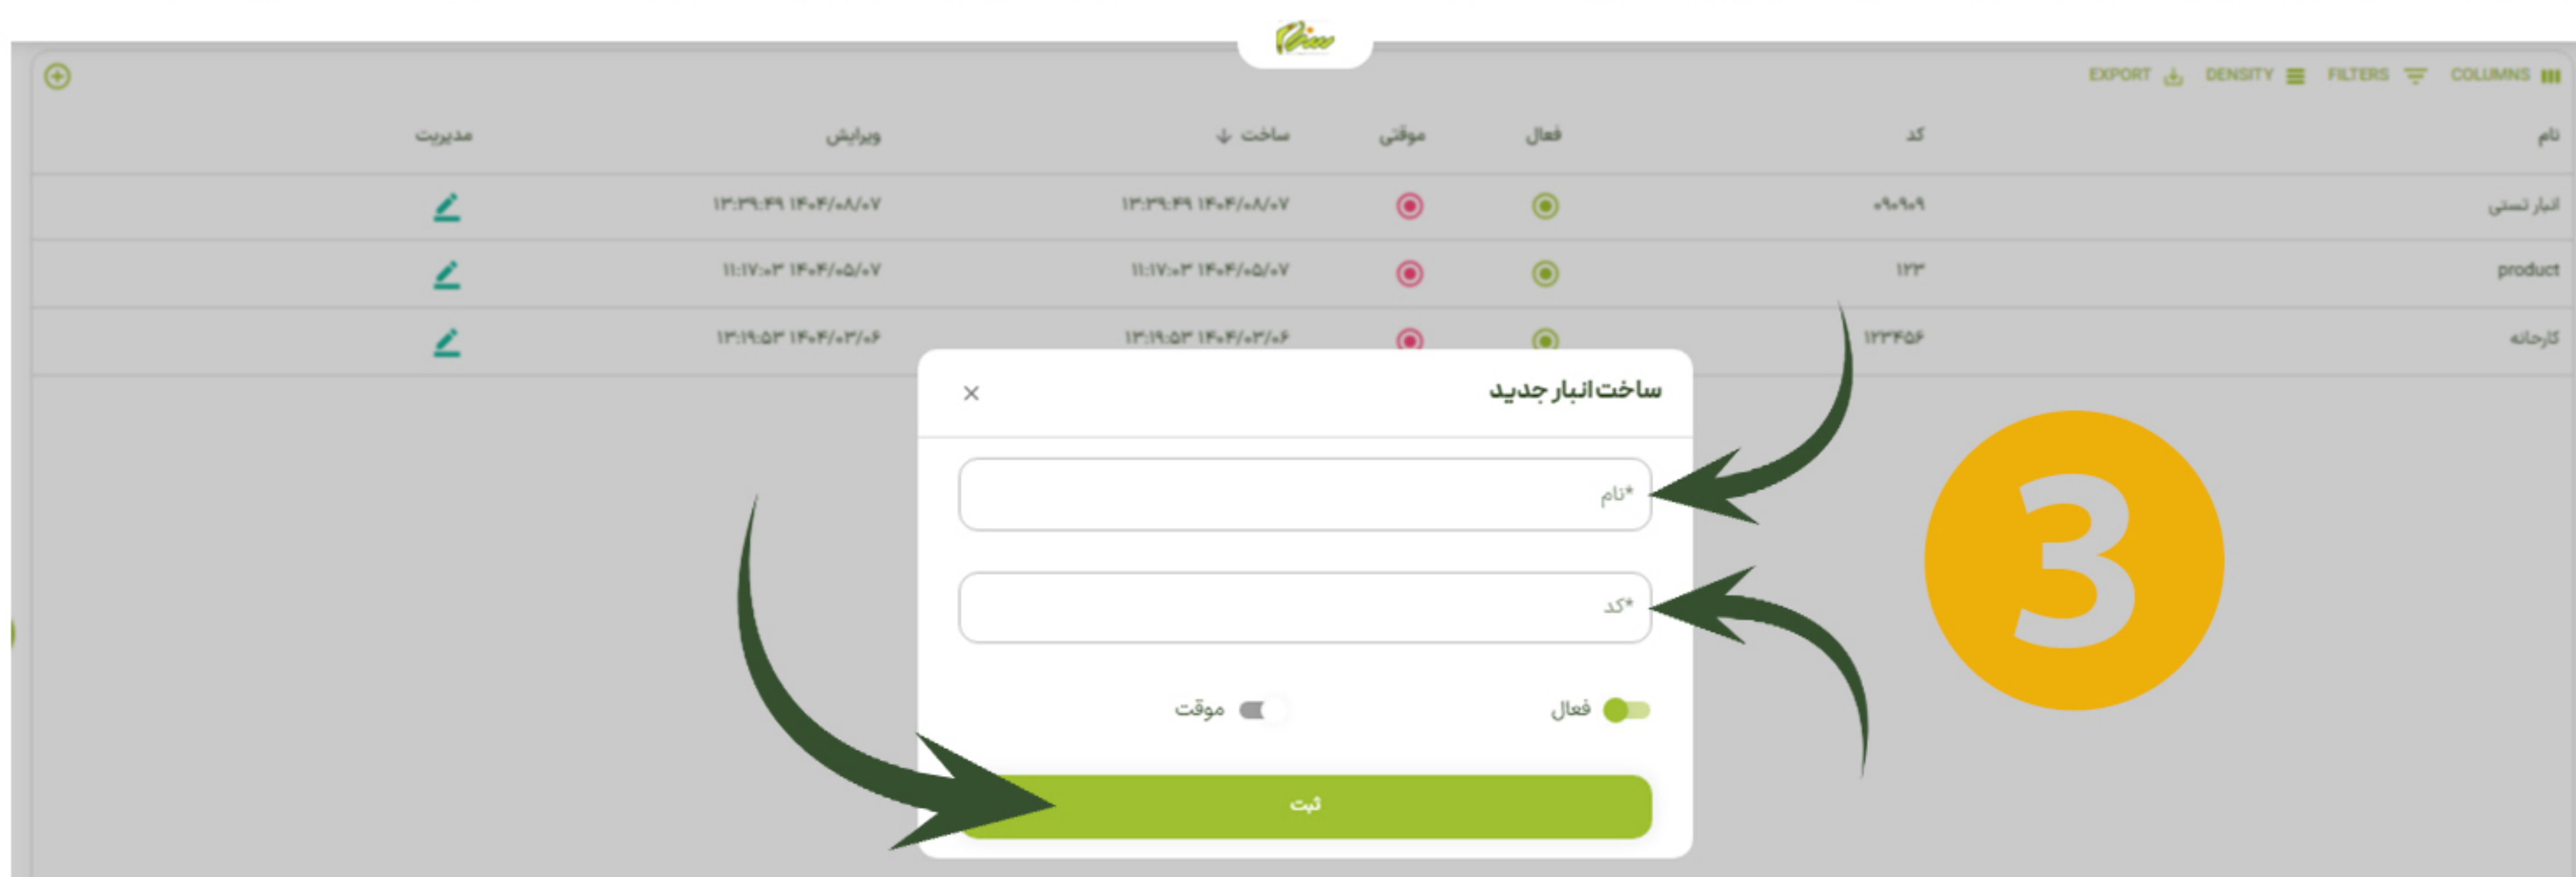 COLUMNS FILTERS DENSITY EXPORT
نام کد فعال موقتی ساخت ویرایش مدیریت
انبار تستی ۰۹۰۹۰۹ ۱۴۰۴/۰۸/۰۷ ۱۳:۳۹:۴۹ ۱۴۰۴/۰۸/۰۷ ۱۳:۳۹:۴۹
product ۱۲۳ ۱۴۰۴/۰۵/۰۷ ۱۱:۱۷:۰۳ ۱۴۰۴/۰۵/۰۷ ۱۱:۱۷:۰۳
کارخانه ۱۲۳۴۵۶ ۱۴۰۴/۰۳/۰۶ ۱۳:۱۹:۵۳ ۱۴۰۴/۰۳/۰۶ ۱۳:۱۹:۵۳
ساخت انبار جدید
نام*
کد*
فعال موقت
ثبت
3